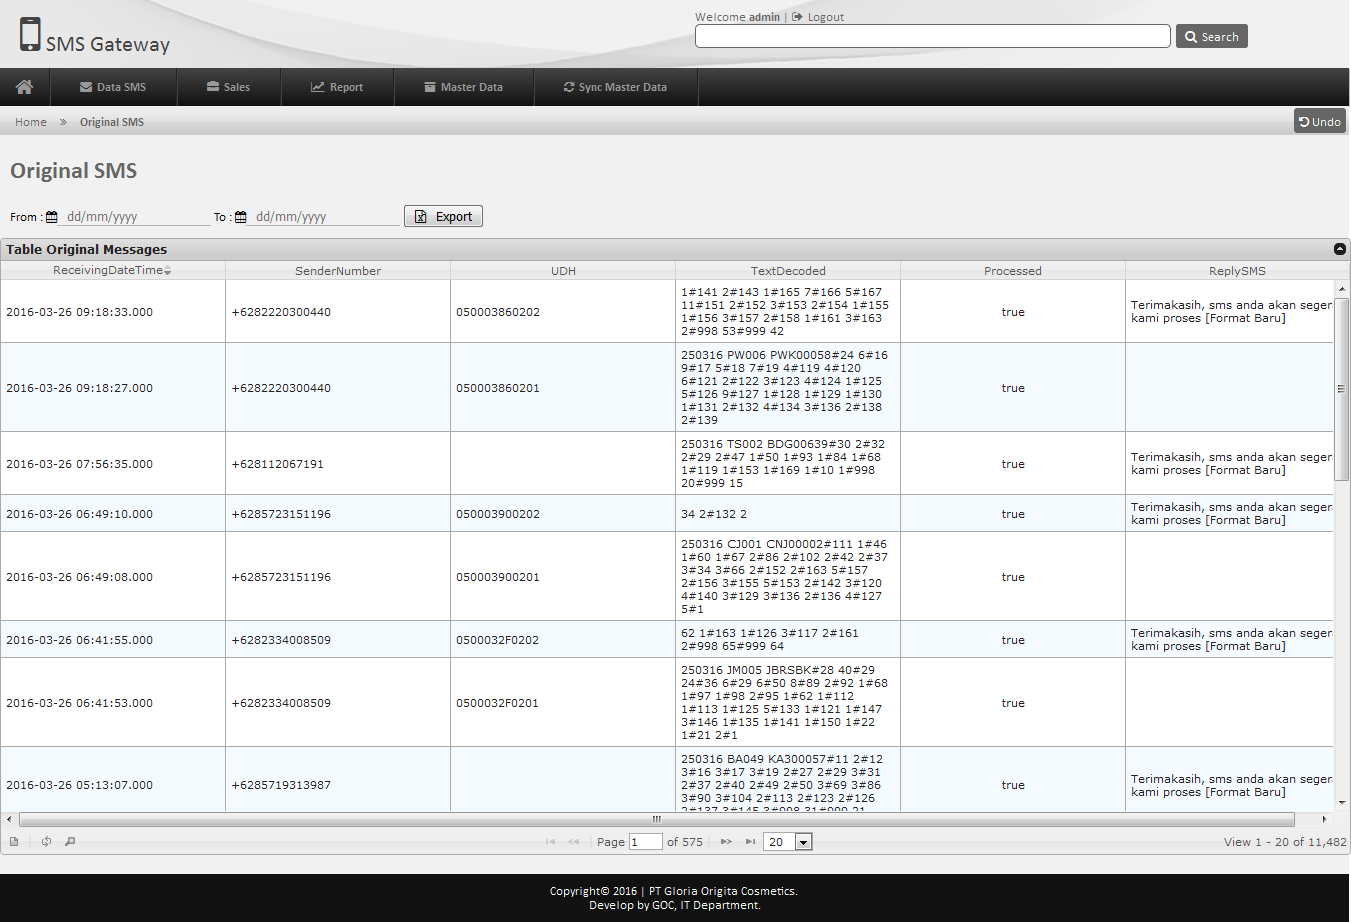 SMS Gateway
Welcome admin | Logout
Search
Data SMS
Sales
Report
Master Data
Sync Master Data
Home » Original SMS
Undo
Original SMS
From : dd/mm/yyyy To : dd/mm/yyyy Export
Table Original Messages
ReceivingDateTime SenderNumber UDH TextDecoded Processed ReplySMS
2016-03-26 09:18:33.000
+6282220300440
050003860202
1#141 2#143 1#165 7#166 5#167
11#151 2#152 3#153 2#154 1#155
1#156 3#157 2#158 1#161 3#163
2#998 53#999 42
true
Terimakasih, sms anda akan seger
kami proses [Format Baru]
2016-03-26 09:18:27.000
+6282220300440
050003860201
250316 PW006 PWK00058#24 6#16
9#17 5#18 7#19 4#119 4#120
6#121 2#122 3#123 4#124 1#125
5#126 9#127 1#128 1#129 1#130
1#131 2#132 4#134 3#136 2#138
2#139
true
2016-03-26 07:56:35.000
+628112067191
250316 TS002 BDG00639#30 2#32
2#29 2#47 1#50 1#93 1#84 1#68
1#119 1#153 1#169 1#10 1#998
20#999 15
true
Terimakasih, sms anda akan seger
kami proses [Format Baru]
2016-03-26 06:49:10.000
+6285723151196
050003900202
34 2#132 2
true
Terimakasih, sms anda akan seger
kami proses [Format Baru]
2016-03-26 06:49:08.000
+6285723151196
050003900201
250316 CJ001 CNJ00002#111 1#46
1#60 1#67 2#86 2#102 2#42 2#37
3#34 3#66 2#152 2#163 5#157
2#156 3#155 5#153 2#142 3#120
4#140 3#129 3#136 2#136 4#127
5#1
true
2016-03-26 06:41:55.000
+6282334008509
0500032F0202
62 1#163 1#126 3#117 2#161
2#998 65#999 64
true
Terimakasih, sms anda akan seger
kami proses [Format Baru]
2016-03-26 06:41:53.000
+6282334008509
0500032F0201
250316 JM005 JBRSBK#28 40#29
24#36 6#29 6#50 8#89 2#92 1#68
1#97 1#98 2#95 1#62 1#112
1#113 1#125 5#133 1#121 1#147
3#146 1#135 1#141 1#150 1#22
1#21 2#1
true
2016-03-26 05:13:07.000
+6285719313987
250316 BA049 KA300057#11 2#12
3#16 3#17 3#19 2#27 2#29 3#31
2#37 2#40 2#49 2#50 3#69 3#86
3#90 3#104 2#113 2#123 2#126
2#137 3#145 3#998 31#999 21
true
Terimakasih, sms anda akan seger
kami proses [Format Baru]
Page 1 of 575 20
View 1 - 20 of 11,482
Copyright© 2016 | PT Gloria Origita Cosmetics.
Develop by GOC, IT Department.